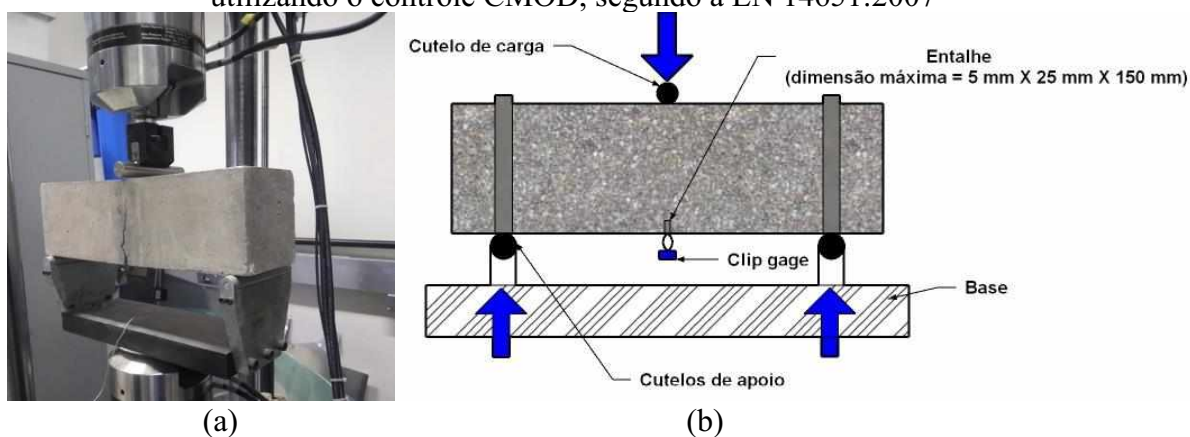 utilizando o controle CMOD, segundo a EN 14651:2007
Cutelo de carga
Entalhe
(dimensão máxima = 5 mm X 25 mm X 150 mm)
Clip gage
Base
Cutelos de apoio
(a)
(b)